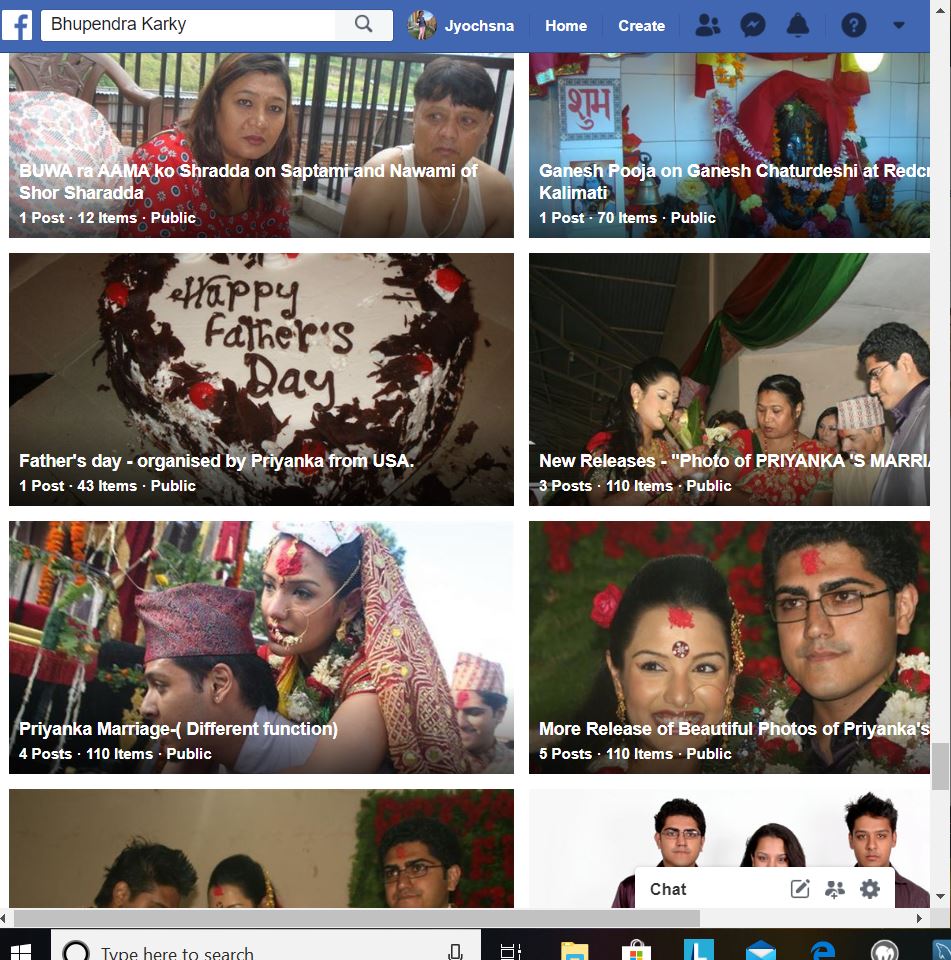 f
Bhupendra Karky
Jyochsna
Home
Create
BUWA ra AAMA ko Shradda on Saptami and Nawami of
Shor Sharadda
1 Post · 12 Items · Public
शुभ
Ganesh Pooja on Ganesh Chaturdeshi at Redcr
Kalimati
1 Post · 70 Items · Public
Happy
Father's
Day
Father's day - organised by Priyanka from USA.
1 Post · 43 Items · Public
New Releases - "Photo of PRIYANKA 'S MARRIA
3 Posts · 110 Items · Public
Priyanka Marriage-( Different function)
4 Posts · 110 Items · Public
More Release of Beautiful Photos of Priyanka's
5 Posts · 110 Items · Public
Chat
Type here to search